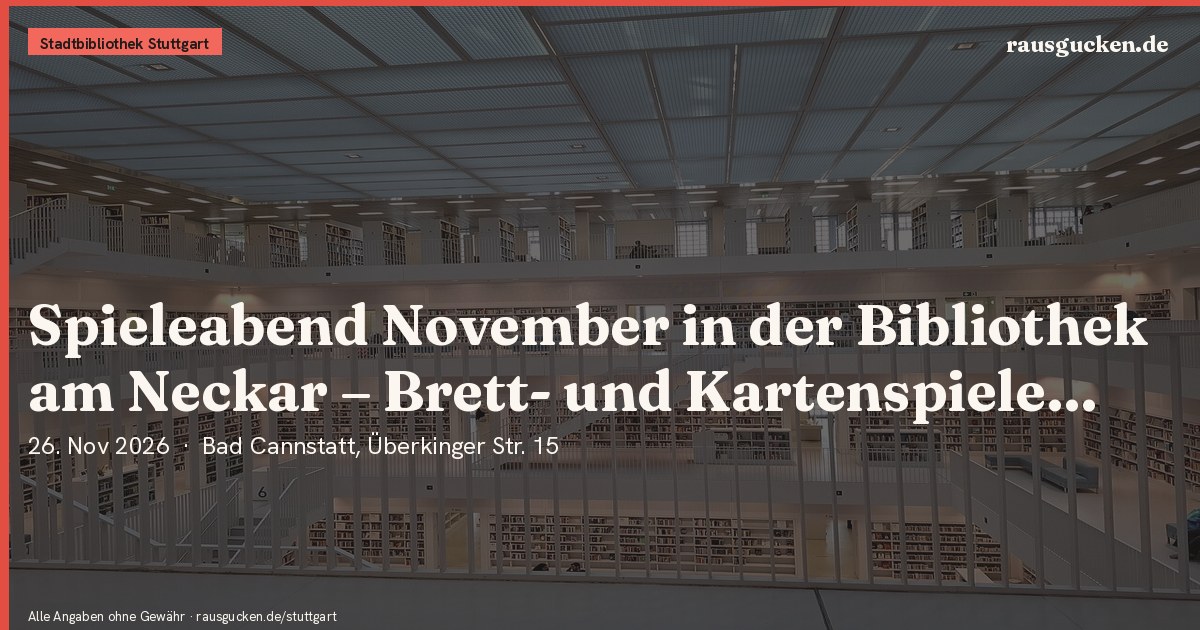 Stadtbibliothek Stuttgart
rausgucken.de
Spieleabend November in der Bibliothek
am Neckar – Brett- und Kartenspiele...
26. Nov 2026 · Bad Cannstatt, Überkinger Str. 15
6
Alle Angaben ohne Gewähr · rausgucken.de/stuttgart